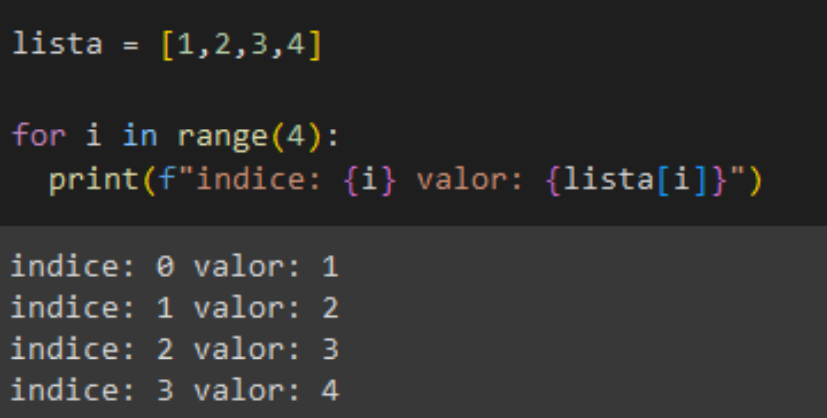 lista = [1,2,3,4]
for i in range(4):
print(f"indice: {i} valor: {lista[i]}")
indice: 0 valor: 1
indice: 1 valor: 2
indice: 2 valor: 3
indice: 3 valor: 4